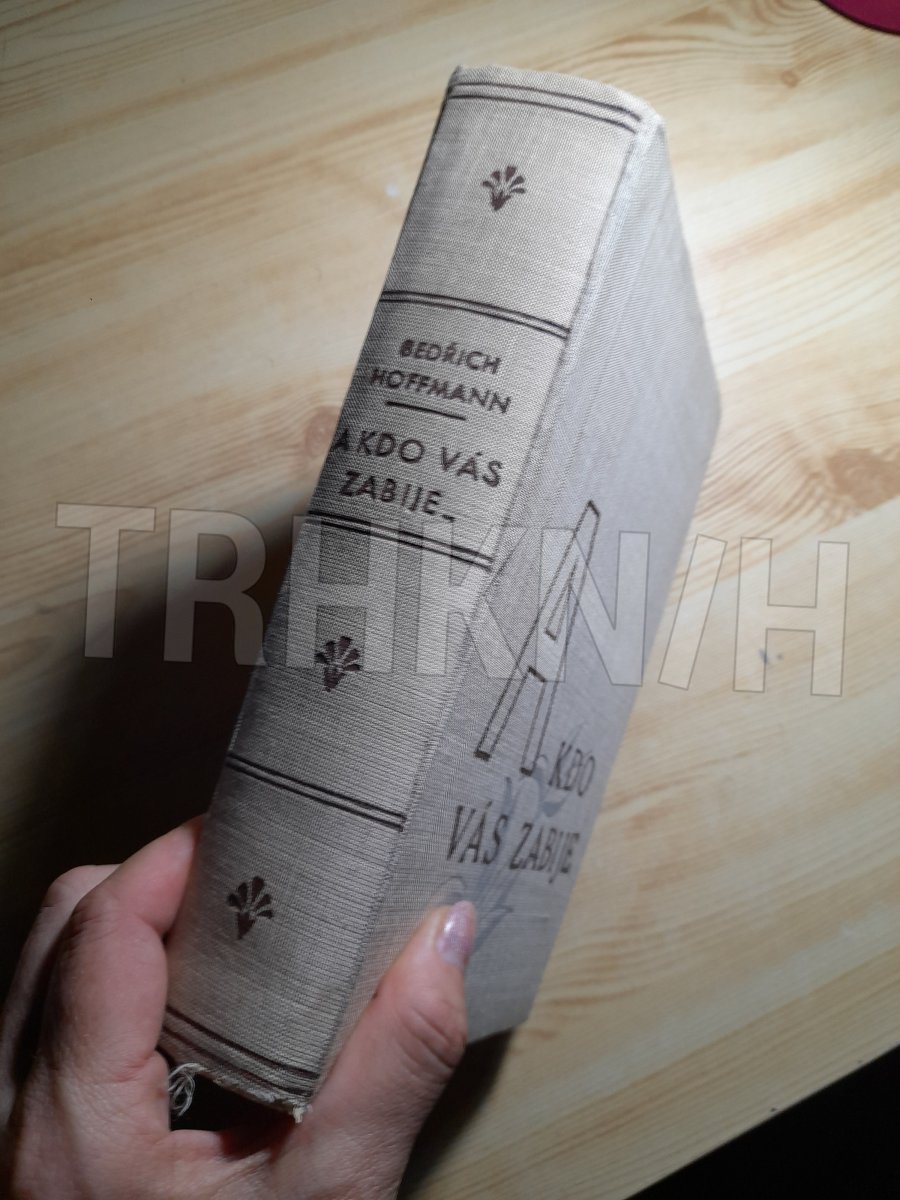 BEDŘICH
HOFFMANN
A KDO VÁS
ZABIJE...
A KDO
VÁS ZABIJE
TRHKNIH